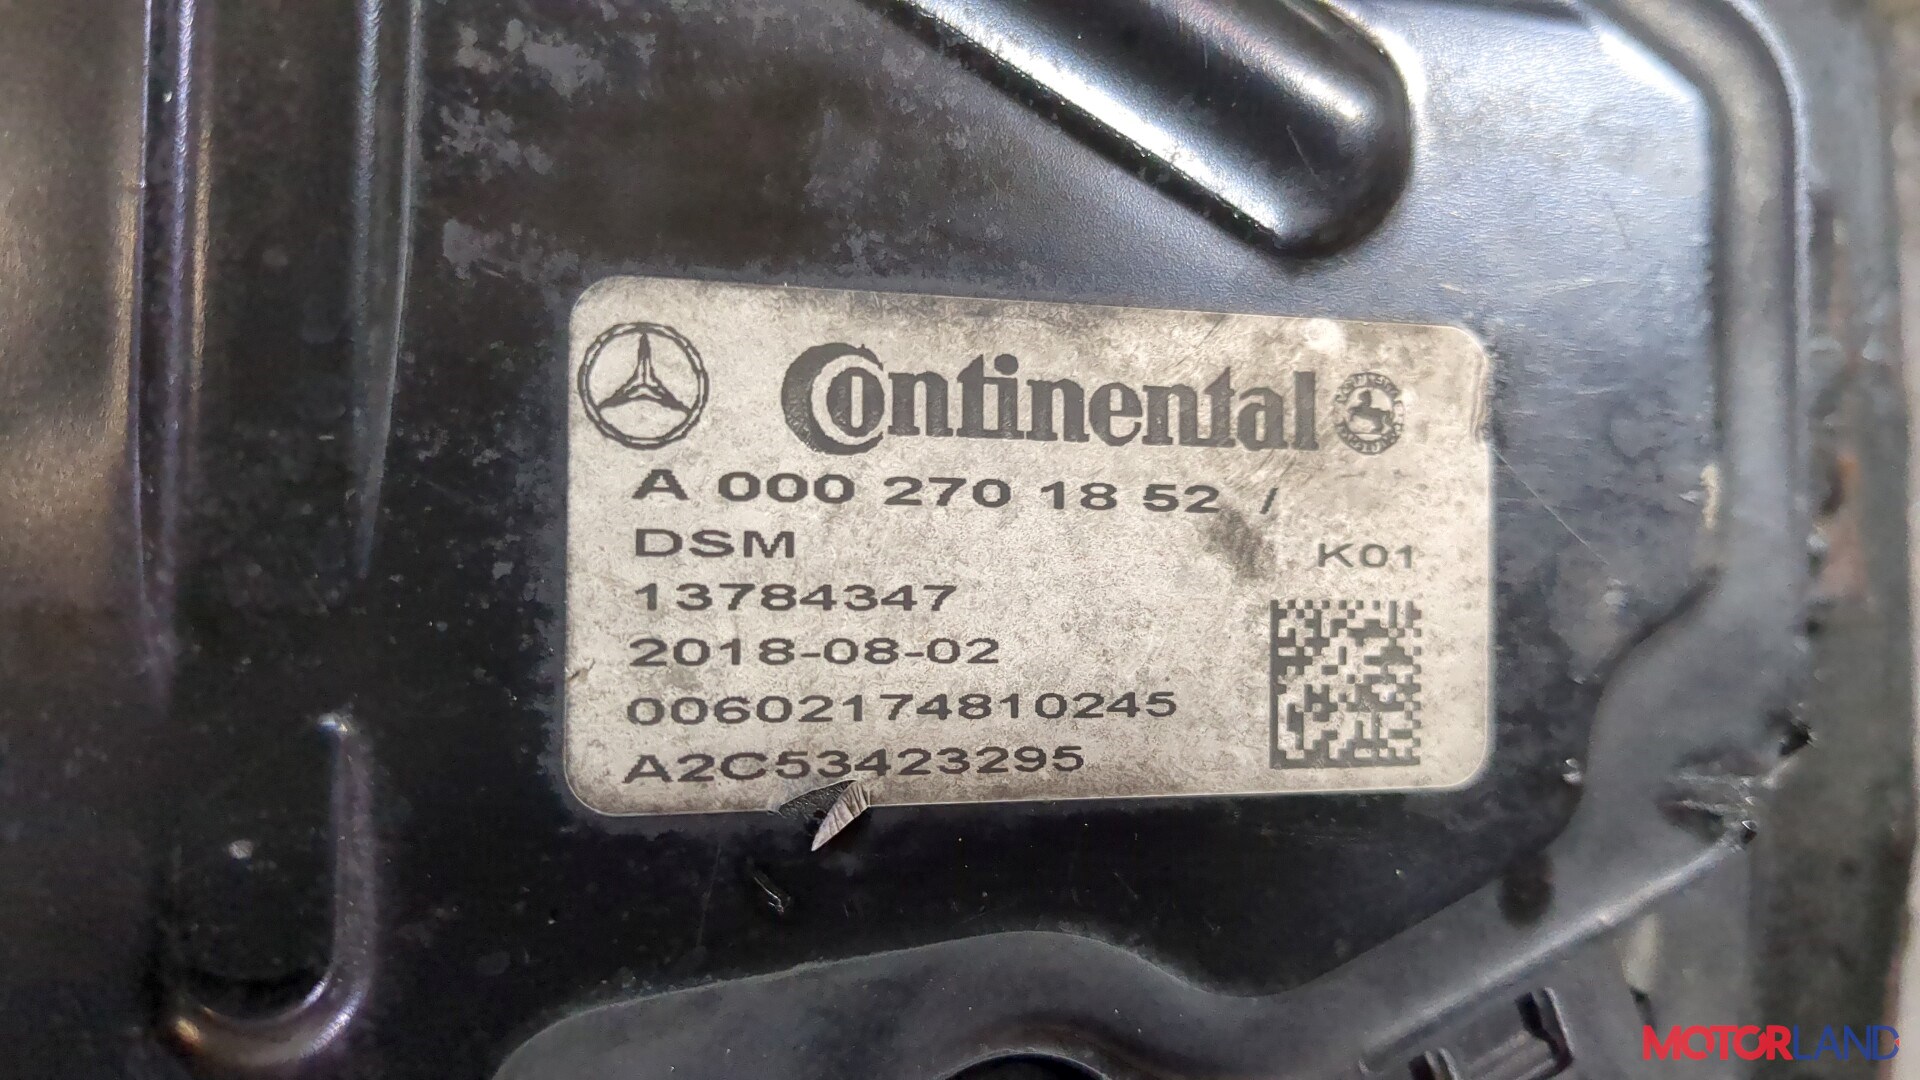 Continental
A 000 270 18 52 /
DSM
K01
13784347
2018-08-02
00602174810245
A2C53423295
MOTORLAND